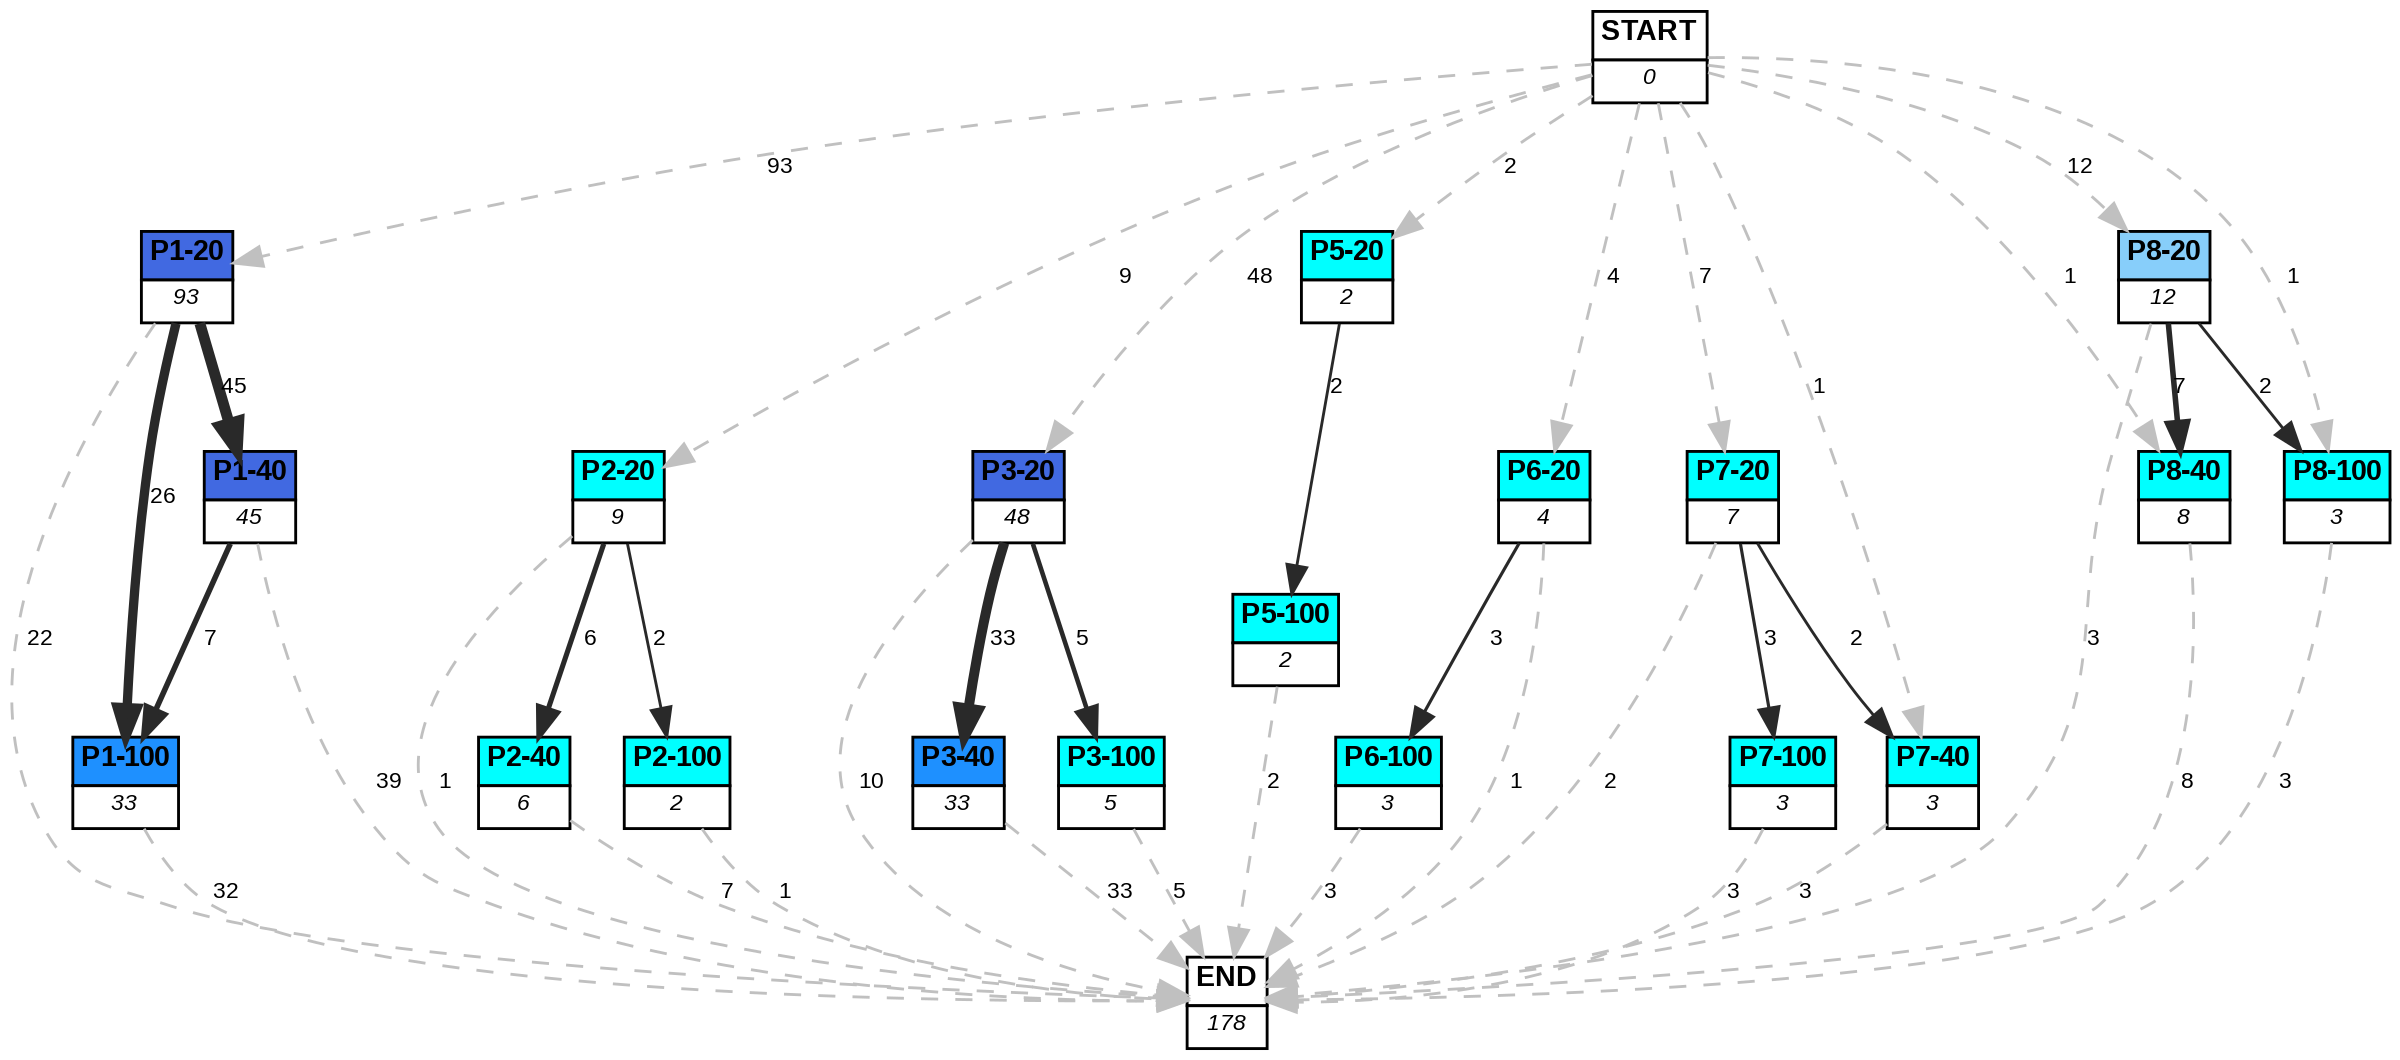 START
0
93
2
12
P1-20
93
P5-20
2
P8-20
12
9
48
4
7
1
1
45
2
1
7
2
26
P1-40
45
P2-20
9
P3-20
48
P6-20
4
P7-20
7
P8-40
8
P8-100
3
P5-100
2
22
7
6
2
33
5
3
3
2
3
P1-100
33
P2-40
6
P2-100
2
P3-40
33
P3-100
5
P6-100
3
P7-100
3
P7-40
3
39
1
10
2
1
2
8
3
32
7
1
33
5
3
3
3
END
178